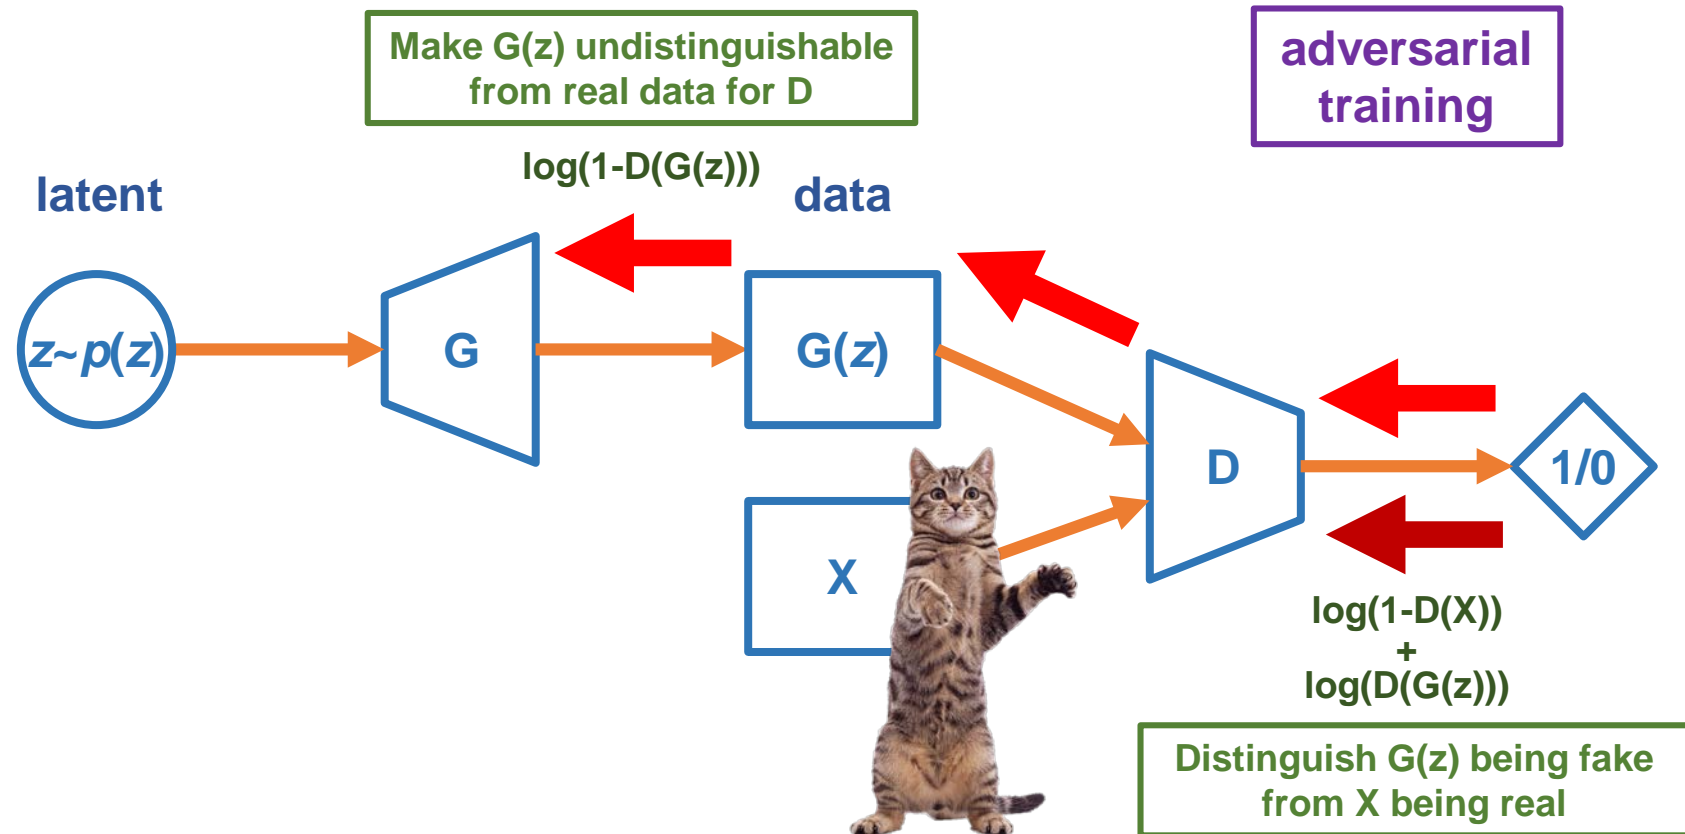 Make G(z) undistinguishable
from real data for D
adversarial
training
log(1-D(G(z)))
latent
data
z~p(z)
G
G(z)
D
1/0
X
log(1-D(X))
+
log(D(G(z)))
Distinguish G(z) being fake
from X being real